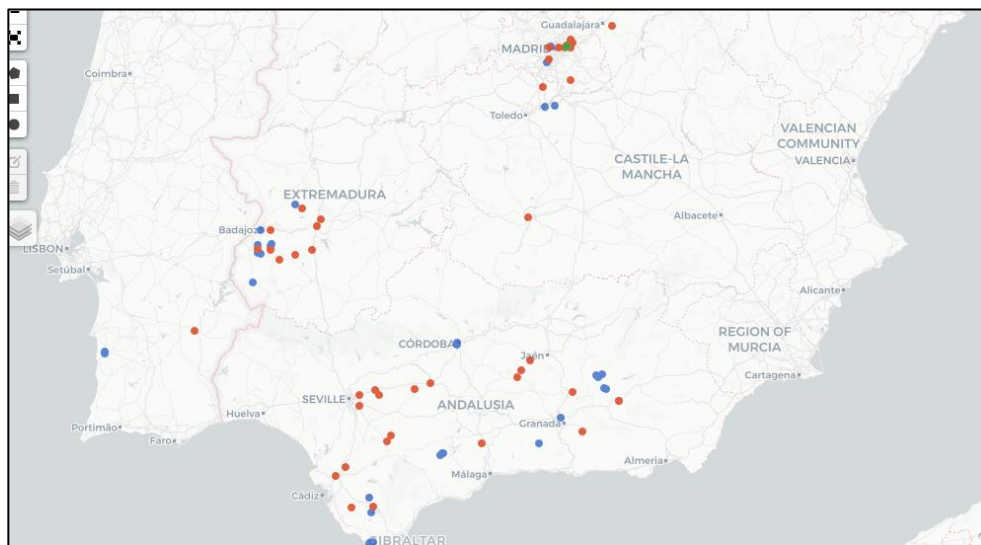 Guadalajara
MADRID
Coimbra
Toledo
VALENCIAN
COMMUNITY
VALENCIA
CASTILE-LA
MANCHA
EXTREMADURA
Albacete
Badajoz
LISBON
Setúbal
Alicante
REGION OF
MURCIA
CÓRDOBA
Jaén
Cartagena
SEVILLE
ANDALUSIA
Huelva
Granada
Portimão
Faro
Almeria
Málaga
Cádiz
GIBRALTAR